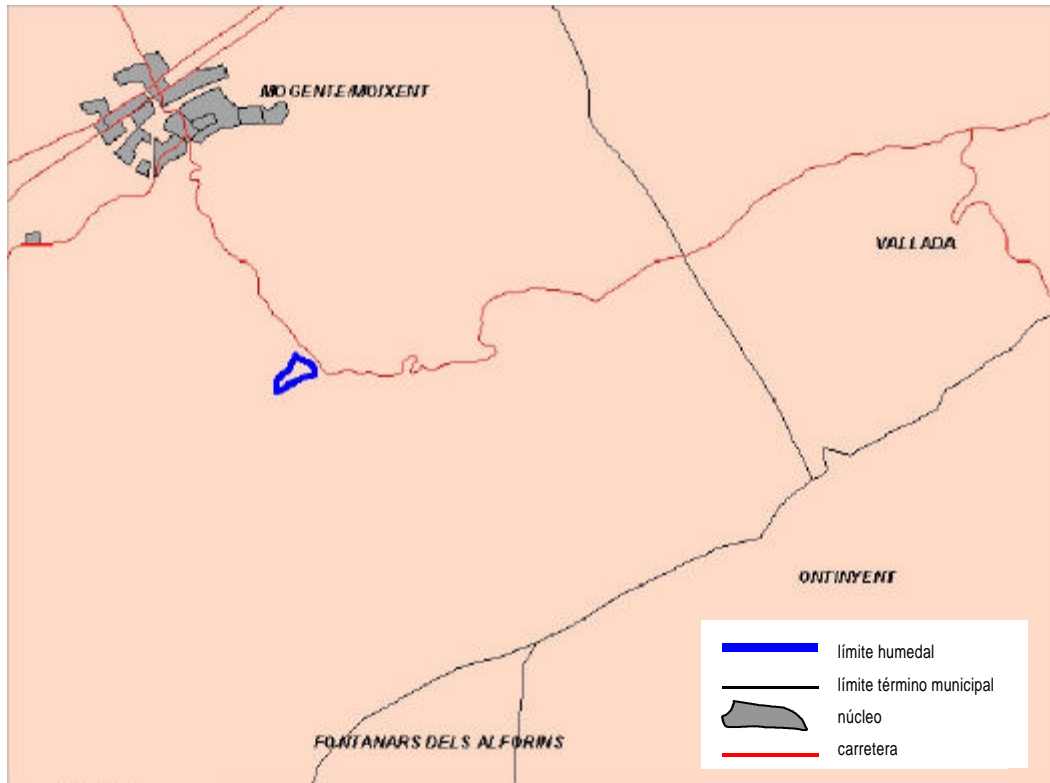 MOGENTE/MOIXENT
VALLADA
ONTINYENT
FONTANARS DELS ALFORINS
límite humedal
límite término municipal
núcleo
carretera